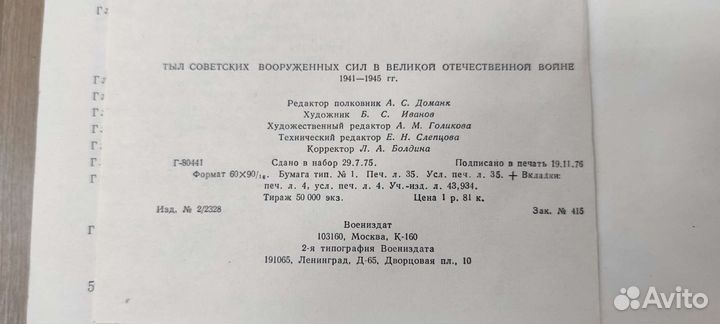 ТЫЛ СОВЕТСКИХ ВООРУЖЕННЫХ СИЛ В ВЕЛИКОЙ ОТЕЧЕСТВЕННОЙ ВОЙНЕ
1941—1945 гг.
Редактор полковник А. С. Доманк
Художник Б. С. Иванов
Художественный редактор А. М. Голикова
Технический редактор Е. Н. Слепцова
Корректор Л. А. Болдина
Г-80441 Сдано в набор 29.7.75. Подписано в печать 19.11.76
Формат 60×90/16. Бумага тип. № 1. Печ. л. 35. Усл. печ. л. 35. + Вкладки:
печ. л. 4, усл. печ. л. 4. Уч.-изд. л. 43,934.
Тираж 50 000 экз. Цена 1 р. 81 к.
Изд. № 2/2328 Зак. № 415
Воениздат
103160, Москва, К-160
2-я типография Воениздата
191065, Ленинград, Д-65, Дворцовая пл., 10
Avito